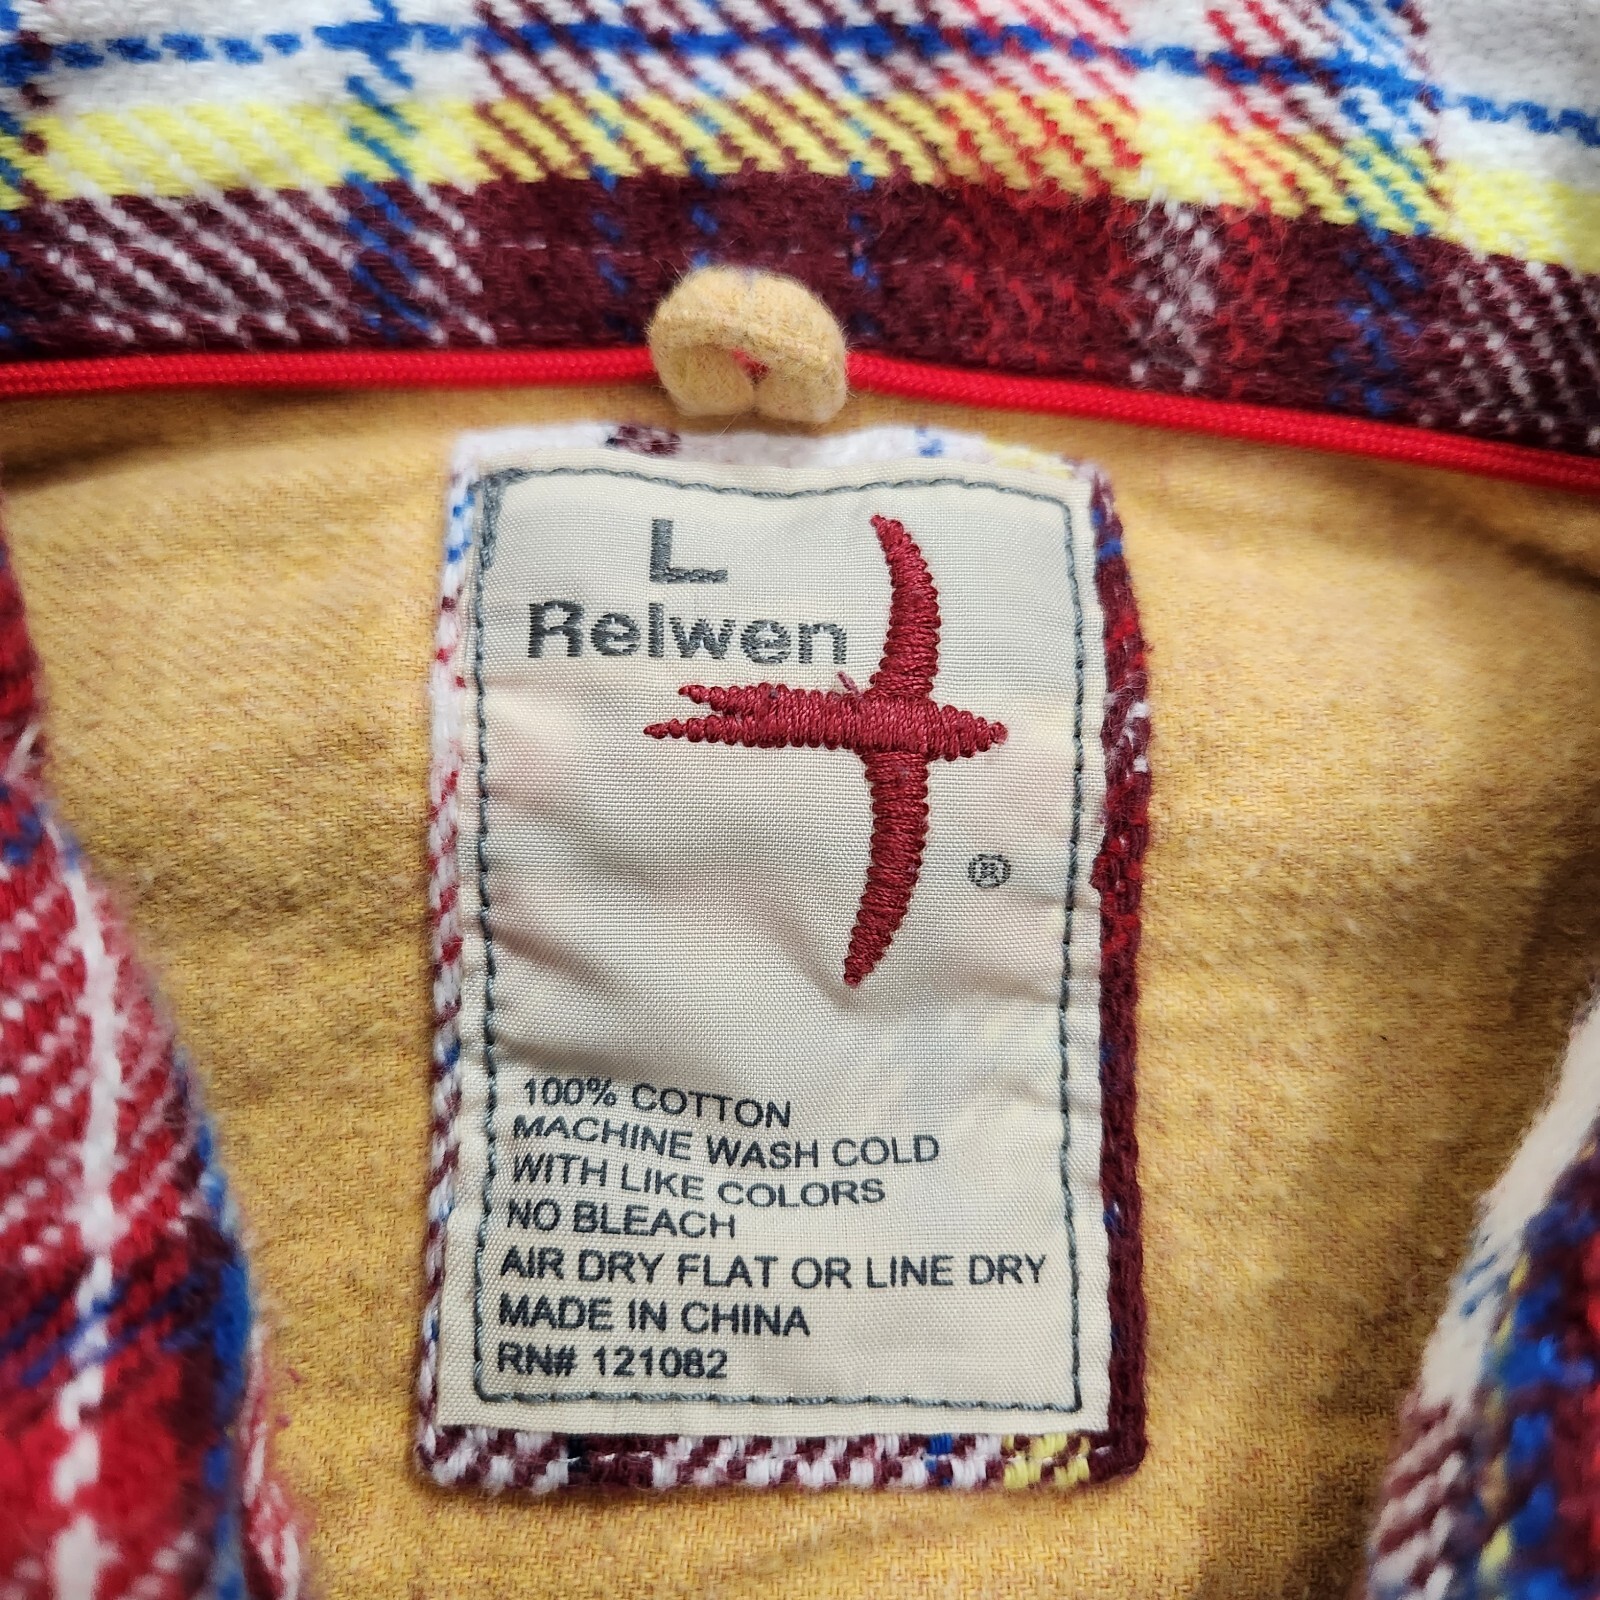 L
Relwen
®
100% COTTON
MACHINE WASH COLD
WITH LIKE COLORS
NO BLEACH
AIR DRY FLAT OR LINE DRY
MADE IN CHINA
RN# 121082